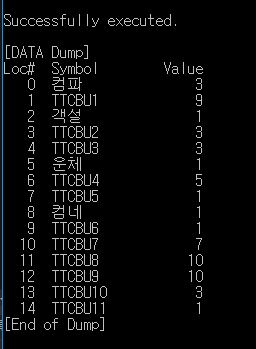 Successfully executed.
[DATA Dump]
Loc# Symbol Value
0 컴파 3
1 TTCBU1 9
2 객설 1
3 TTCBU2 3
4 TTCBU3 3
5 운체 1
6 TTCBU4 5
7 TTCBU5 1
8 컴네 1
9 TTCBU6 1
10 TTCBU7 7
11 TTCBU8 10
12 TTCBU9 10
13 TTCBU10 3
14 TTCBU11 1
[End of Dump]